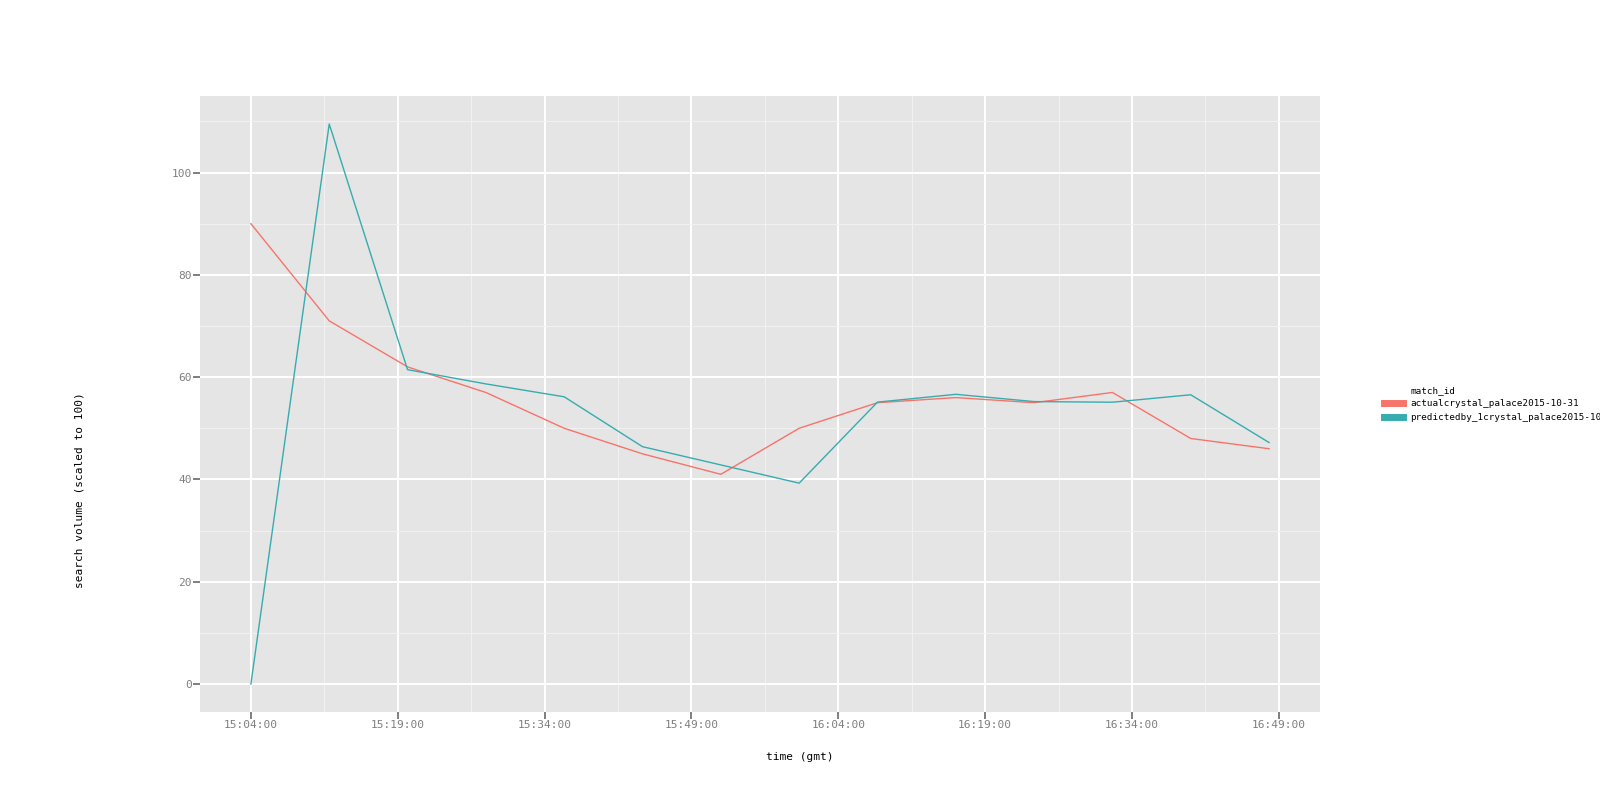 search volume (scaled to 100)
100
80
60
40
20
0
15:04:00 15:19:00 15:34:00 15:49:00 16:04:00 16:19:00 16:34:00 16:49:00
time (gmt)
match_id
actualcrystal_palace2015-10-31
predictedby_1crystal_palace2015-10